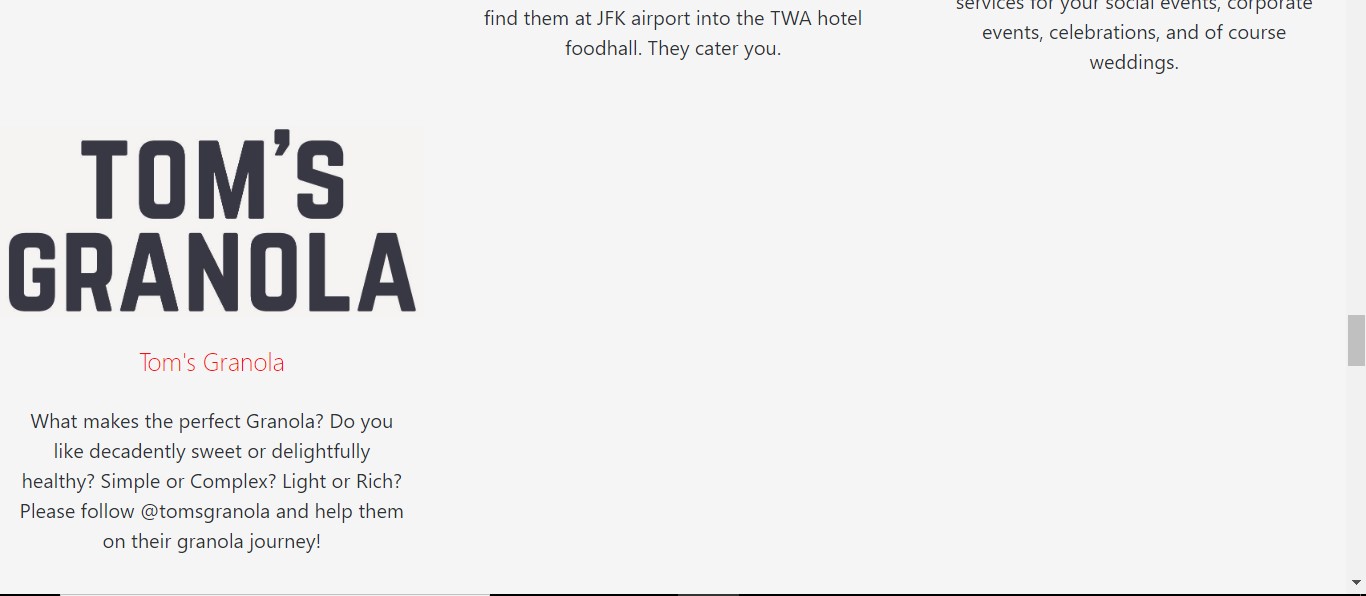 find them at JFK airport into the TWA hotel
foodhall. They cater you.
services for your social events, corporate
events, celebrations, and of course
weddings.
TOM'S
GRANOLA
Tom's Granola
What makes the perfect Granola? Do you
like decadently sweet or delightfully
healthy? Simple or Complex? Light or Rich?
Please follow @tomsgranola and help them
on their granola journey!